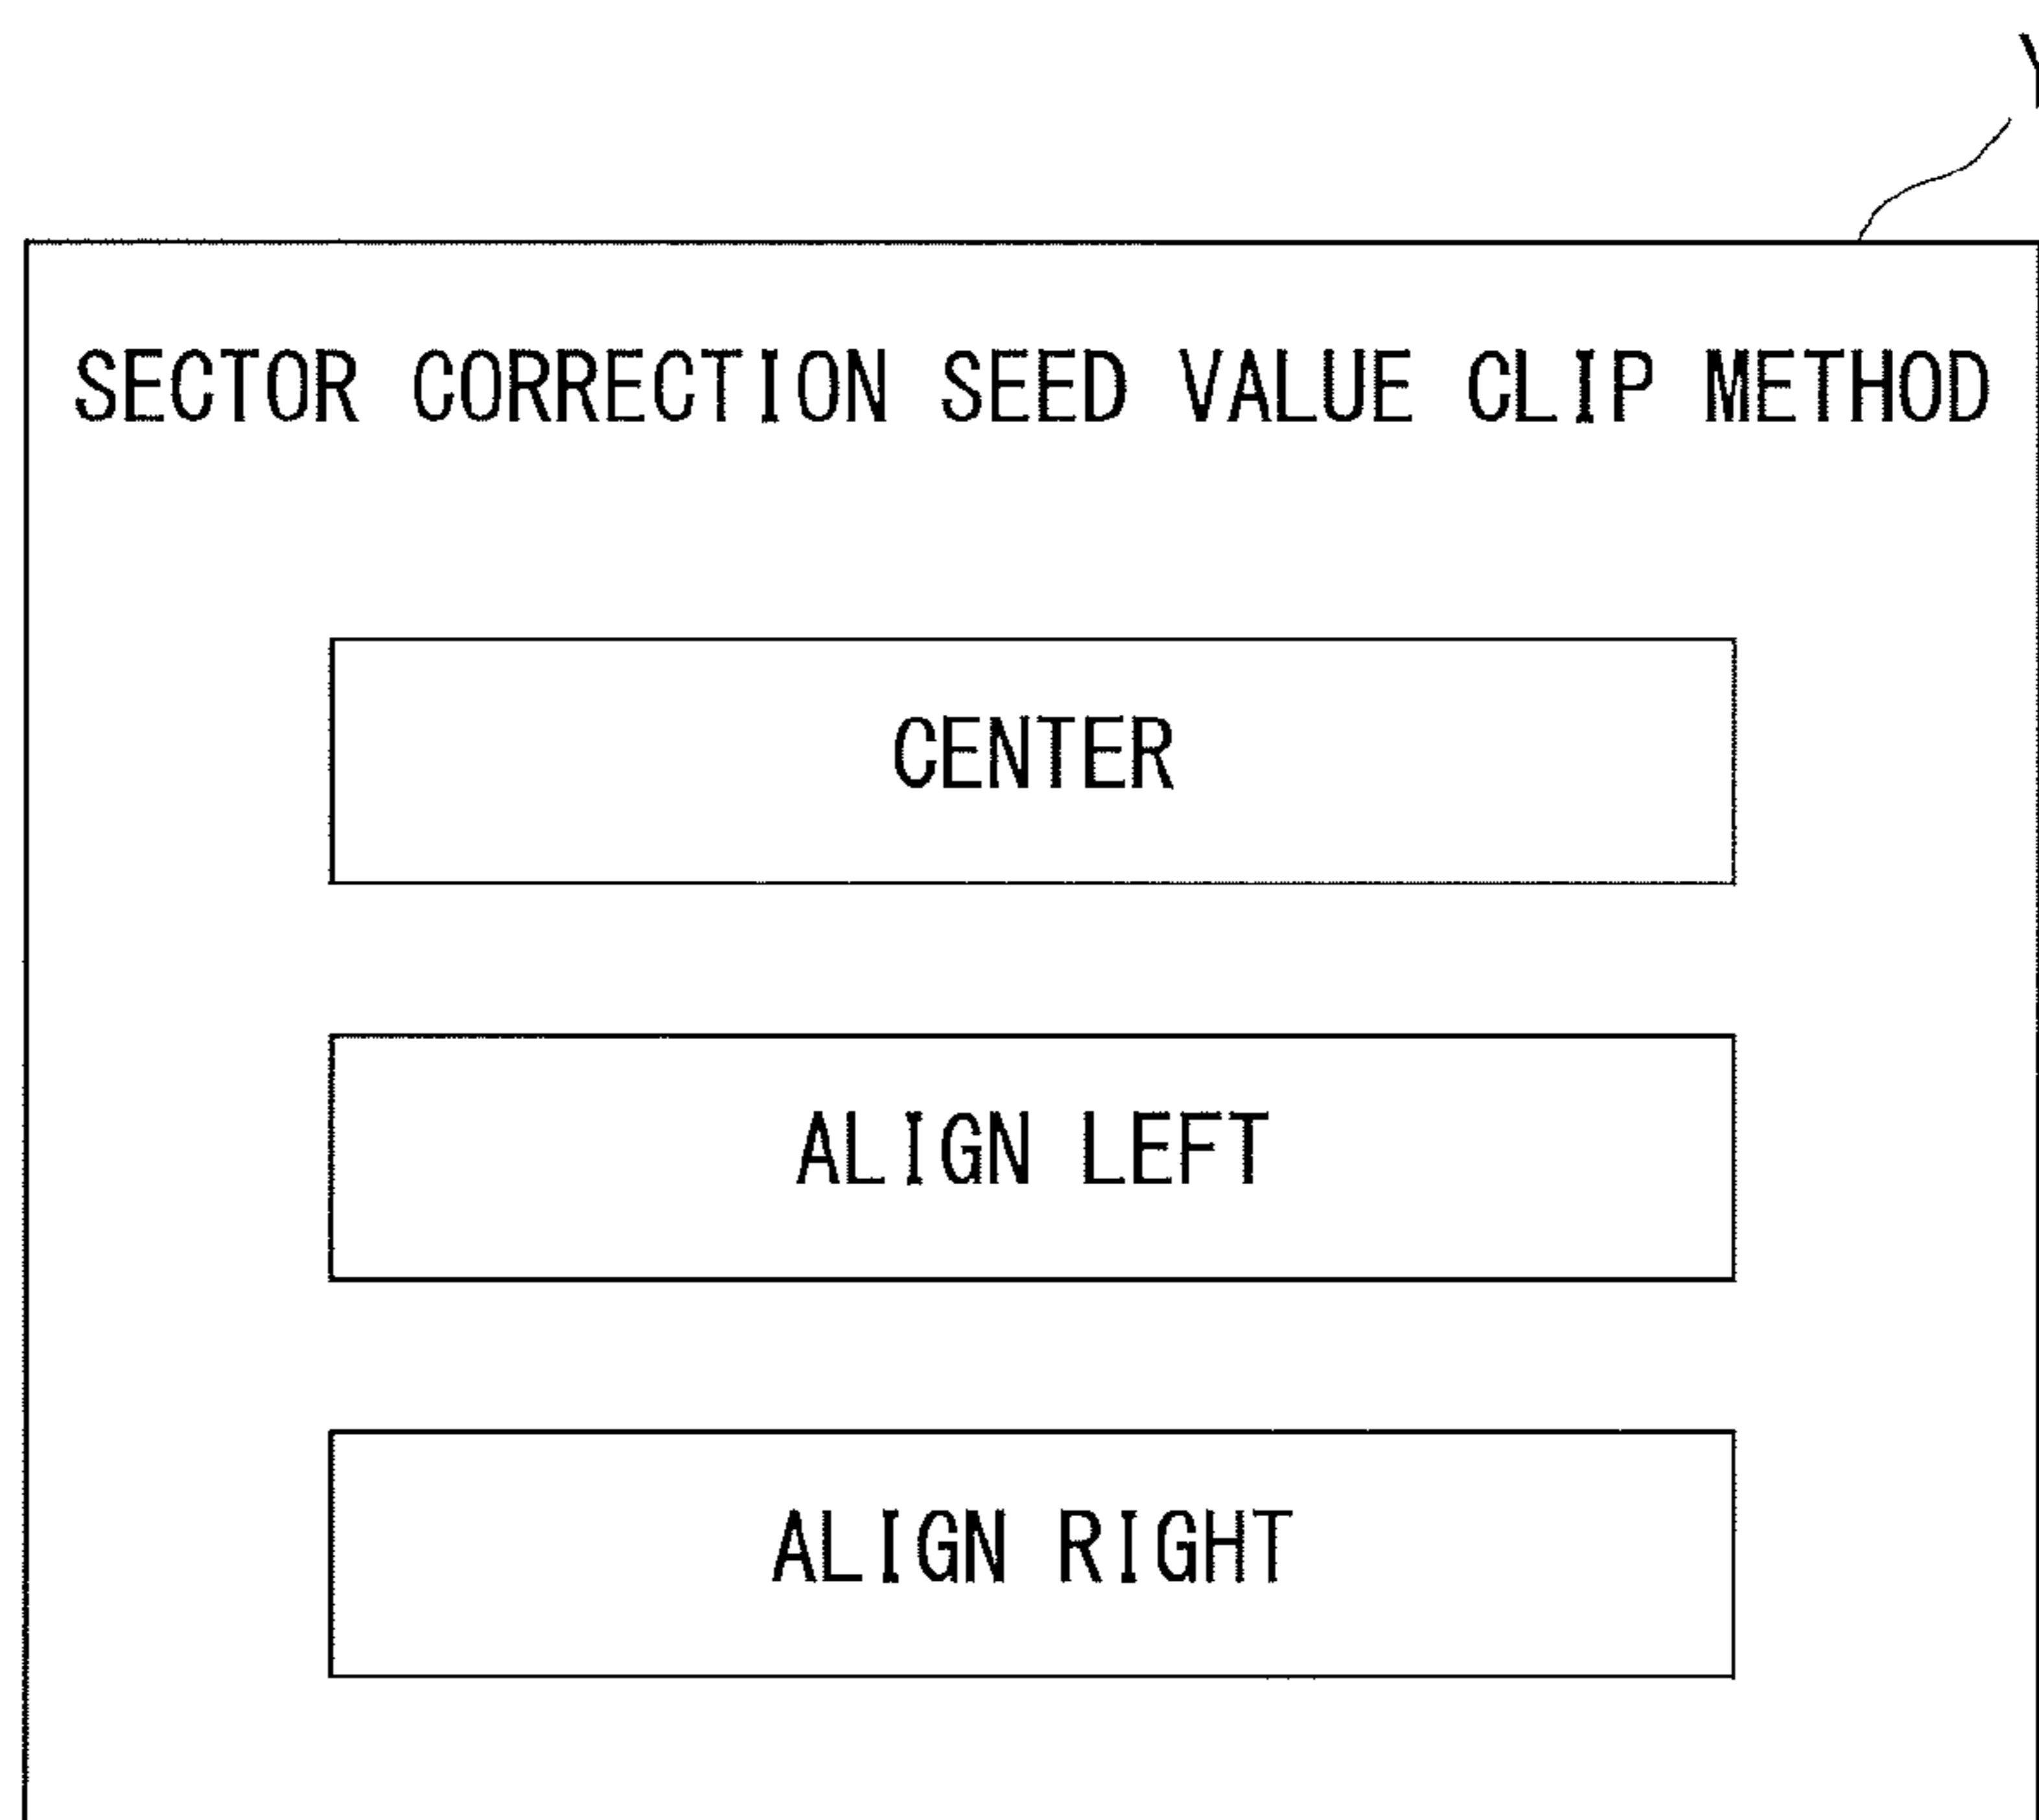 SECTOR CORRECTION SEED VALUE CLIP METHOD
CENTER
ALIGN LEFT
ALIGN RIGHT